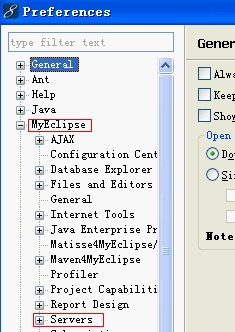 Preferences
type filter text
General
Ant
Help
Java
MyEclipse
AJAX
Configuration Cent
Database Explorer
Files and Editors
General
Internet Tools
Java Enterprise Pr
Matisse4MyEclipse/
Maven4MyEclipse
Profiler
Project Capabiliti
Report Design
Servers
Gener
Alwa
Keep
Show
Open
Do
Si
Note